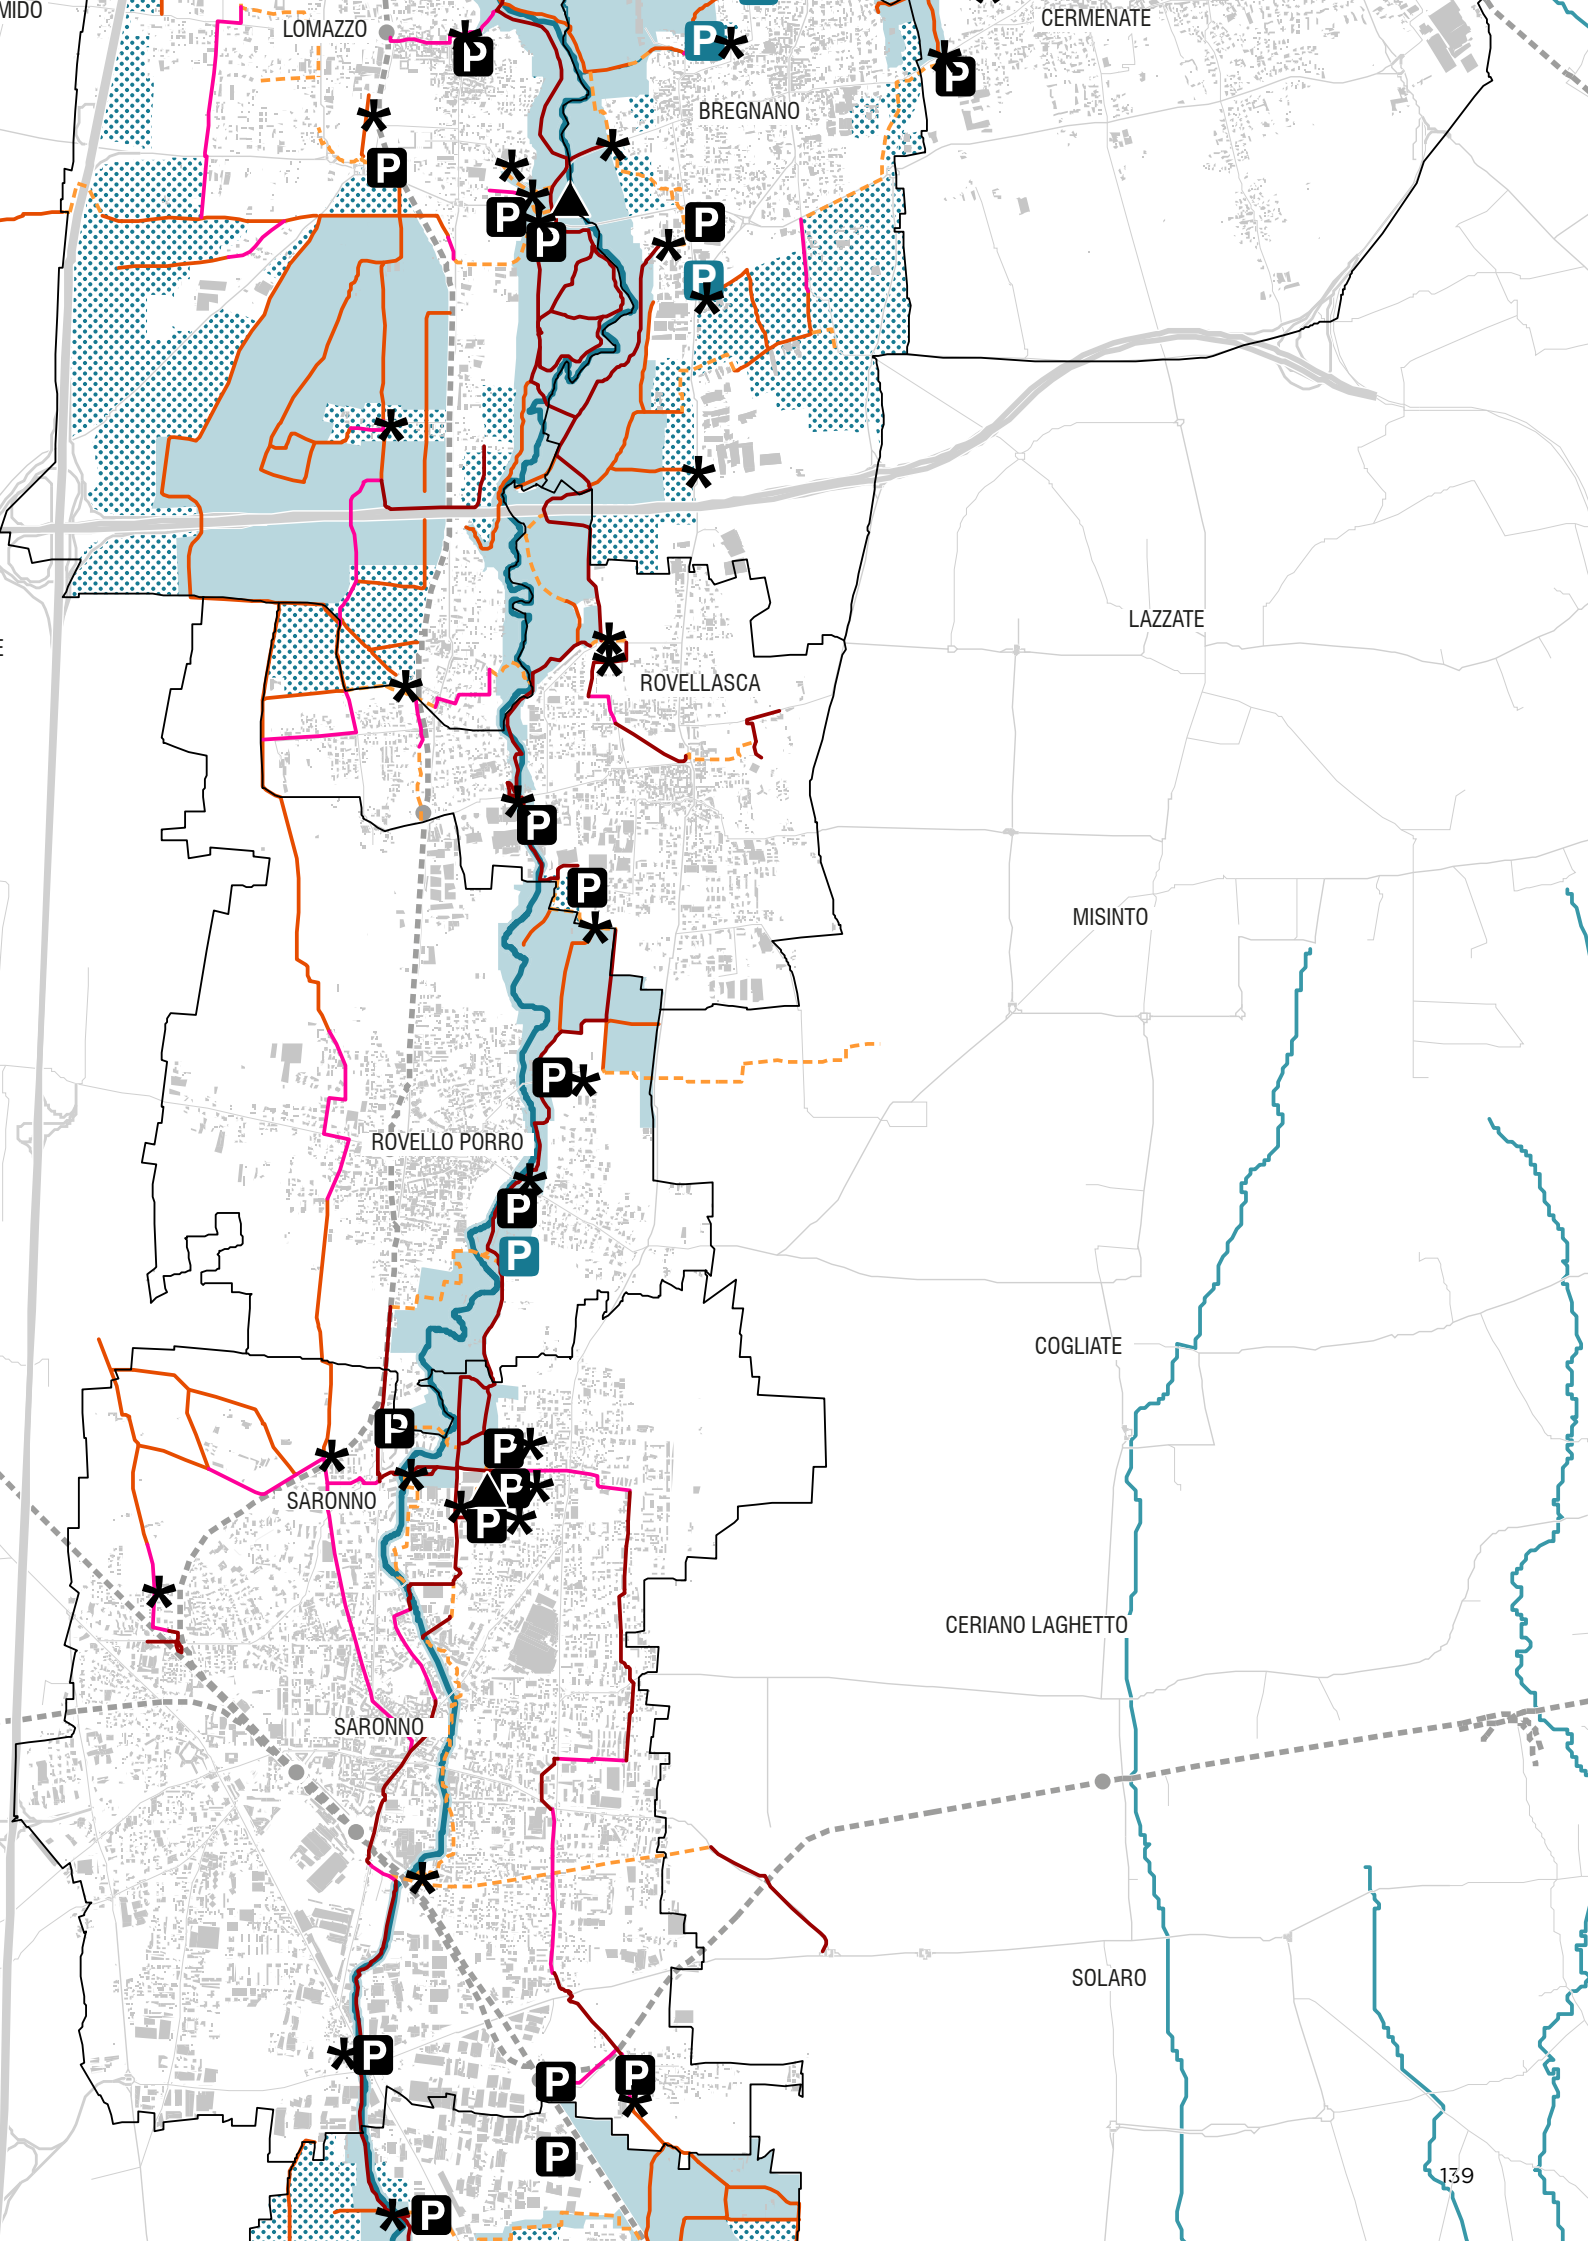 MIDO
LOMAZZO
CERMENATE
P
P
P
BREGNANO
P
P
P
P
P
E
LAZZATE
ROVELLASCA
P
P
MISINTO
P
ROVELLO PORRO
P
P
COGLIATE
P
P
P
SARONNO
P
CERIANO LAGHETTO
SARONNO
SOLARO
P
P
P
P
139
P